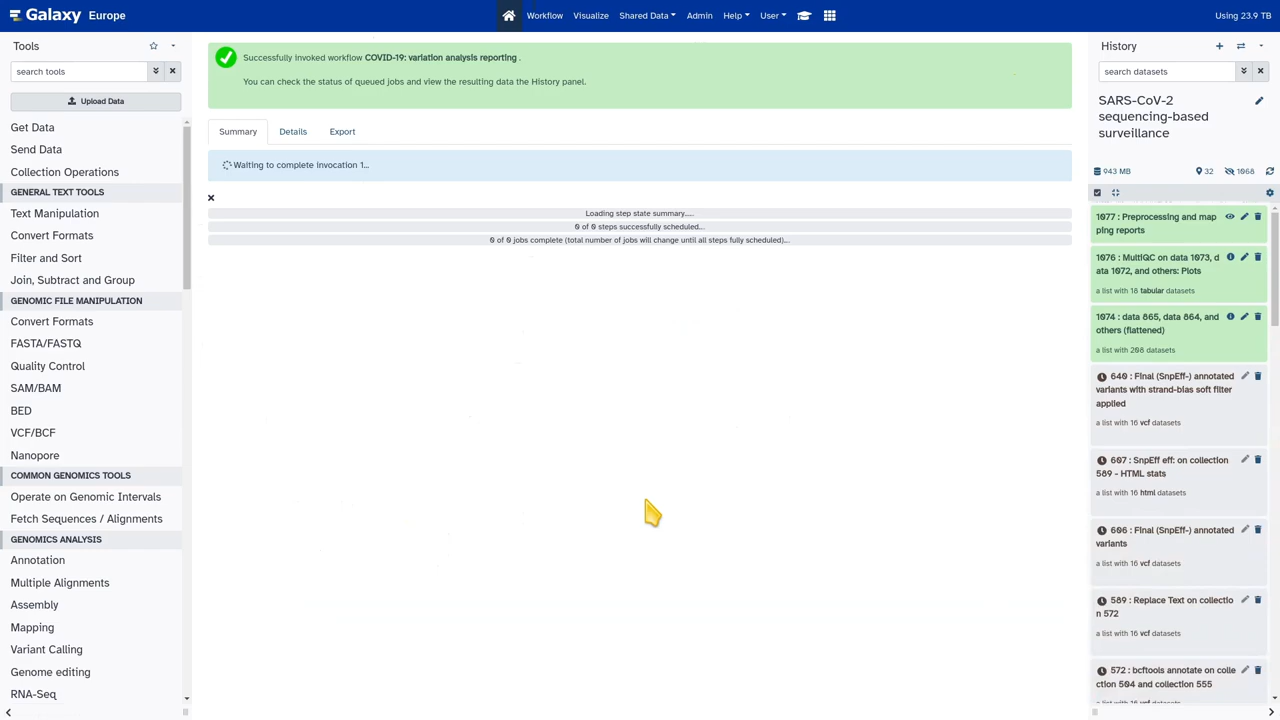 Galaxy Europe
Workflow Visualize Shared Data Admin Help User
Using 23.9 TB
Tools
search tools
Upload Data
Get Data
Send Data
Collection Operations
GENERAL TEXT TOOLS
Text Manipulation
Convert Formats
Filter and Sort
Join, Subtract and Group
GENOMIC FILE MANIPULATION
Convert Formats
FASTA/FASTQ
Quality Control
SAM/BAM
BED
VCF/BCF
Nanopore
COMMON GENOMICS TOOLS
Operate on Genomic Intervals
Fetch Sequences / Alignments
GENOMICS ANALYSIS
Annotation
Multiple Alignments
Assembly
Mapping
Variant Calling
Genome editing
RNA-Seq
Successfully invoked workflow COVID-19: variation analysis reporting .
You can check the status of queued jobs and view the resulting data the History panel.
Summary Details Export
Waiting to complete invocation 1...
Loading step state summary.....
0 of 0 steps successfully scheduled...
0 of 0 jobs complete (total number of jobs will change until all steps fully scheduled)...
History
search datasets
SARS-CoV-2
sequencing-based
surveillance
943 MB 32 1068
1077 : Preprocessing and map
ping reports
1076 : MultiQC on data 1073, d
ata 1072, and others: Plots
a list with 18 tabular datasets
1074 : data 865, data 864, and
others (flattened)
a list with 208 datasets
640 : Final (SnpEff-) annotated
variants with strand-bias soft filter
applied
a list with 16 vcf datasets
607 : SnpEff eff: on collection
589 - HTML stats
a list with 16 html datasets
606 : Final (SnpEff-) annotated
variants
a list with 16 vcf datasets
589 : Replace Text on collectio
n 572
a list with 16 vcf datasets
572 : bcftools annotate on colle
ction 504 and collection 555
a list with 16 vcf datasets